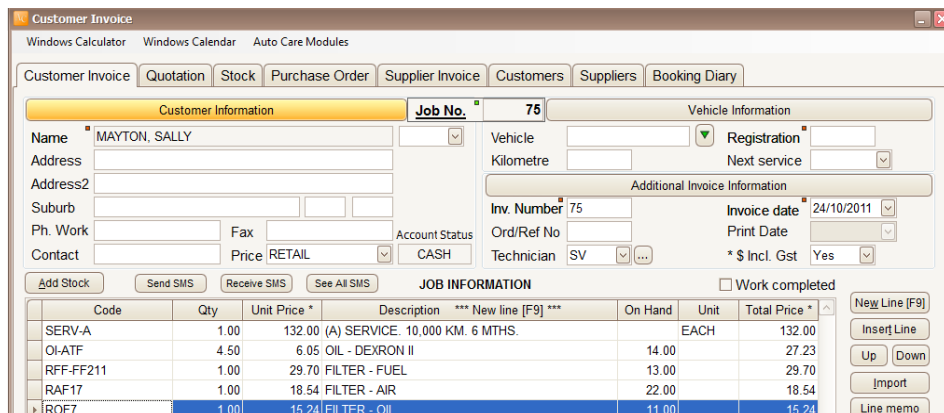 Customer Invoice
Windows Calculator Windows Calendar Auto Care Modules
Customer Invoice Quotation Stock Purchase Order Supplier Invoice Customers Suppliers Booking Diary
Customer Information Job No. 75 Vehicle Information
Name MAYTON, SALLY Vehicle Registration
Address Kilometre Next service
Address2 Additional Invoice Information
Suburb Inv. Number 75 Invoice date 24/10/2011
Ph. Work Fax Account Status Ord/Ref No Print Date
Contact Price RETAIL CASH Technician SV ... * $ Incl. Gst Yes
Add Stock Send SMS Receive SMS See All SMS JOB INFORMATION Work completed
Code Qty Unit Price * Description *** New line [F9] *** On Hand Unit Total Price * New Line [F9]
SERV-A 1.00 132.00 (A) SERVICE. 10,000 KM. 6 MTHS. EACH 132.00 Insert Line
OI-ATF 4.50 6.05 OIL - DEXRON II 14.00 27.23 Up Down
RFF-FF211 1.00 29.70 FILTER - FUEL 13.00 29.70
RAF17 1.00 18.54 FILTER - AIR 22.00 18.54 Import
ROF7 1.00 15.24 FILTER - OIL 11.00 15.24 Line memo